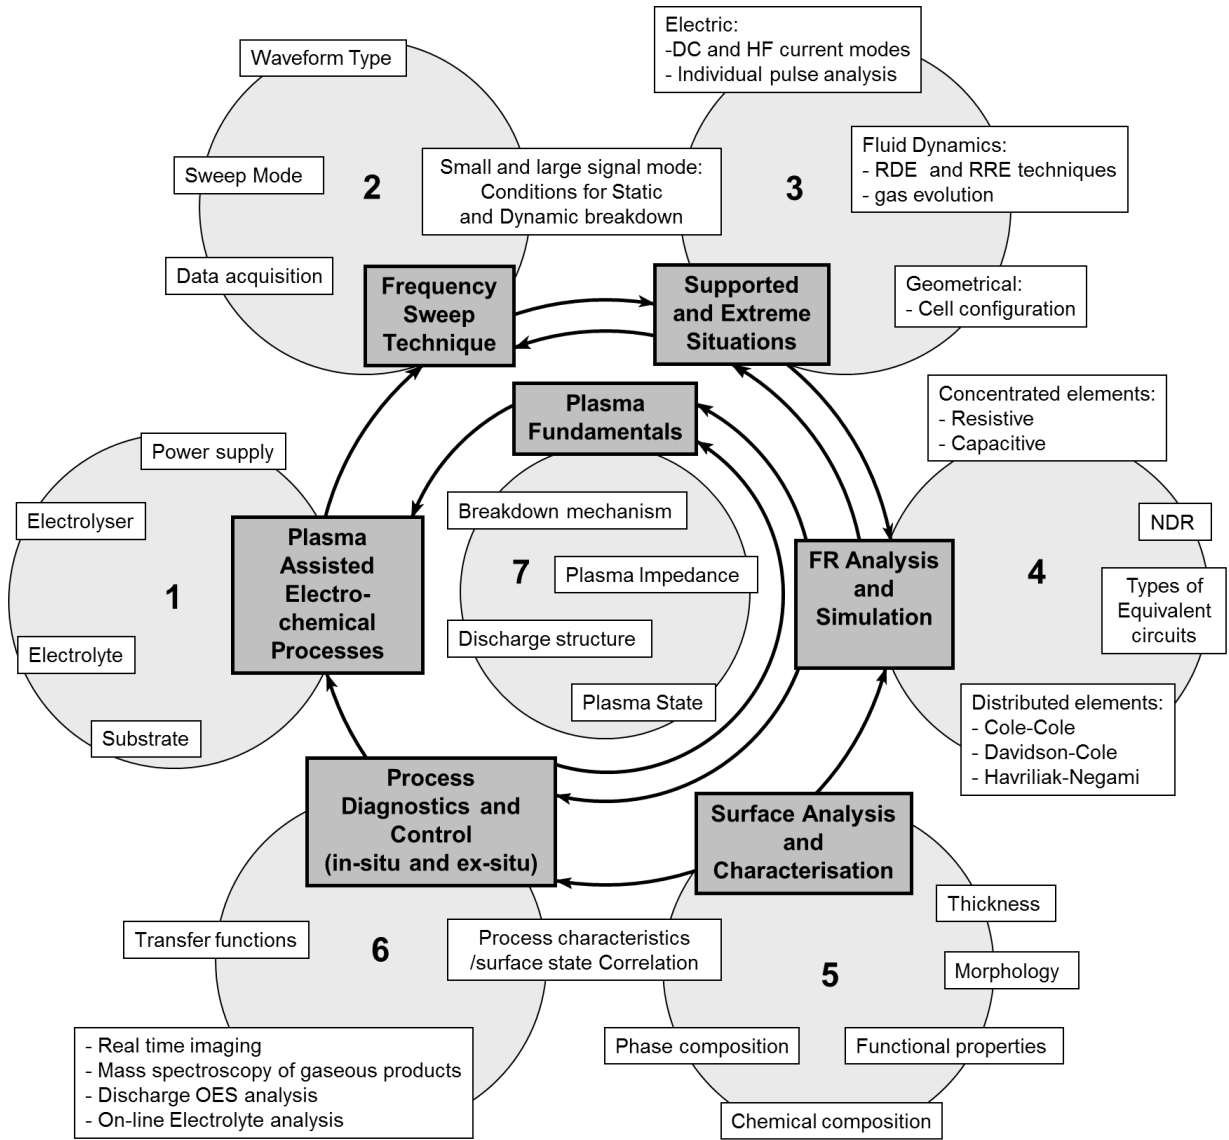 Waveform Type
Sweep Mode
2
Data acquisition
Small and large signal mode:
Conditions for Static
and Dynamic breakdown
Frequency
Sweep
Technique
Electric:
-DC and HF current modes
- Individual pulse analysis
3
Fluid Dynamics:
- RDE  and RRE techniques
- gas evolution
Geometrical:
- Cell configuration
Supported
and Extreme
Situations
Plasma
Fundamentals
Breakdown mechanism
7
Plasma Impedance
Discharge structure
Plasma State
Power supply
Electrolyser
1
Electrolyte
Substrate
Plasma
Assisted
Electro-
chemical
Processes
Concentrated elements:
- Resistive
- Capacitive
NDR
4
Types of
Equivalent
circuits
Distributed elements:
- Cole-Cole
- Davidson-Cole
- Havriliak-Negami
FR Analysis
and
Simulation
Process
Diagnostics and
Control
(in-situ and ex-situ)
Transfer functions
6
Process characteristics
/surface state Correlation
- Real time imaging
- Mass spectroscopy of gaseous products
- Discharge OES analysis
- On-line Electrolyte analysis
Surface Analysis
and
Characterisation
Thickness
5
Morphology
Phase composition
Functional properties
Chemical composition